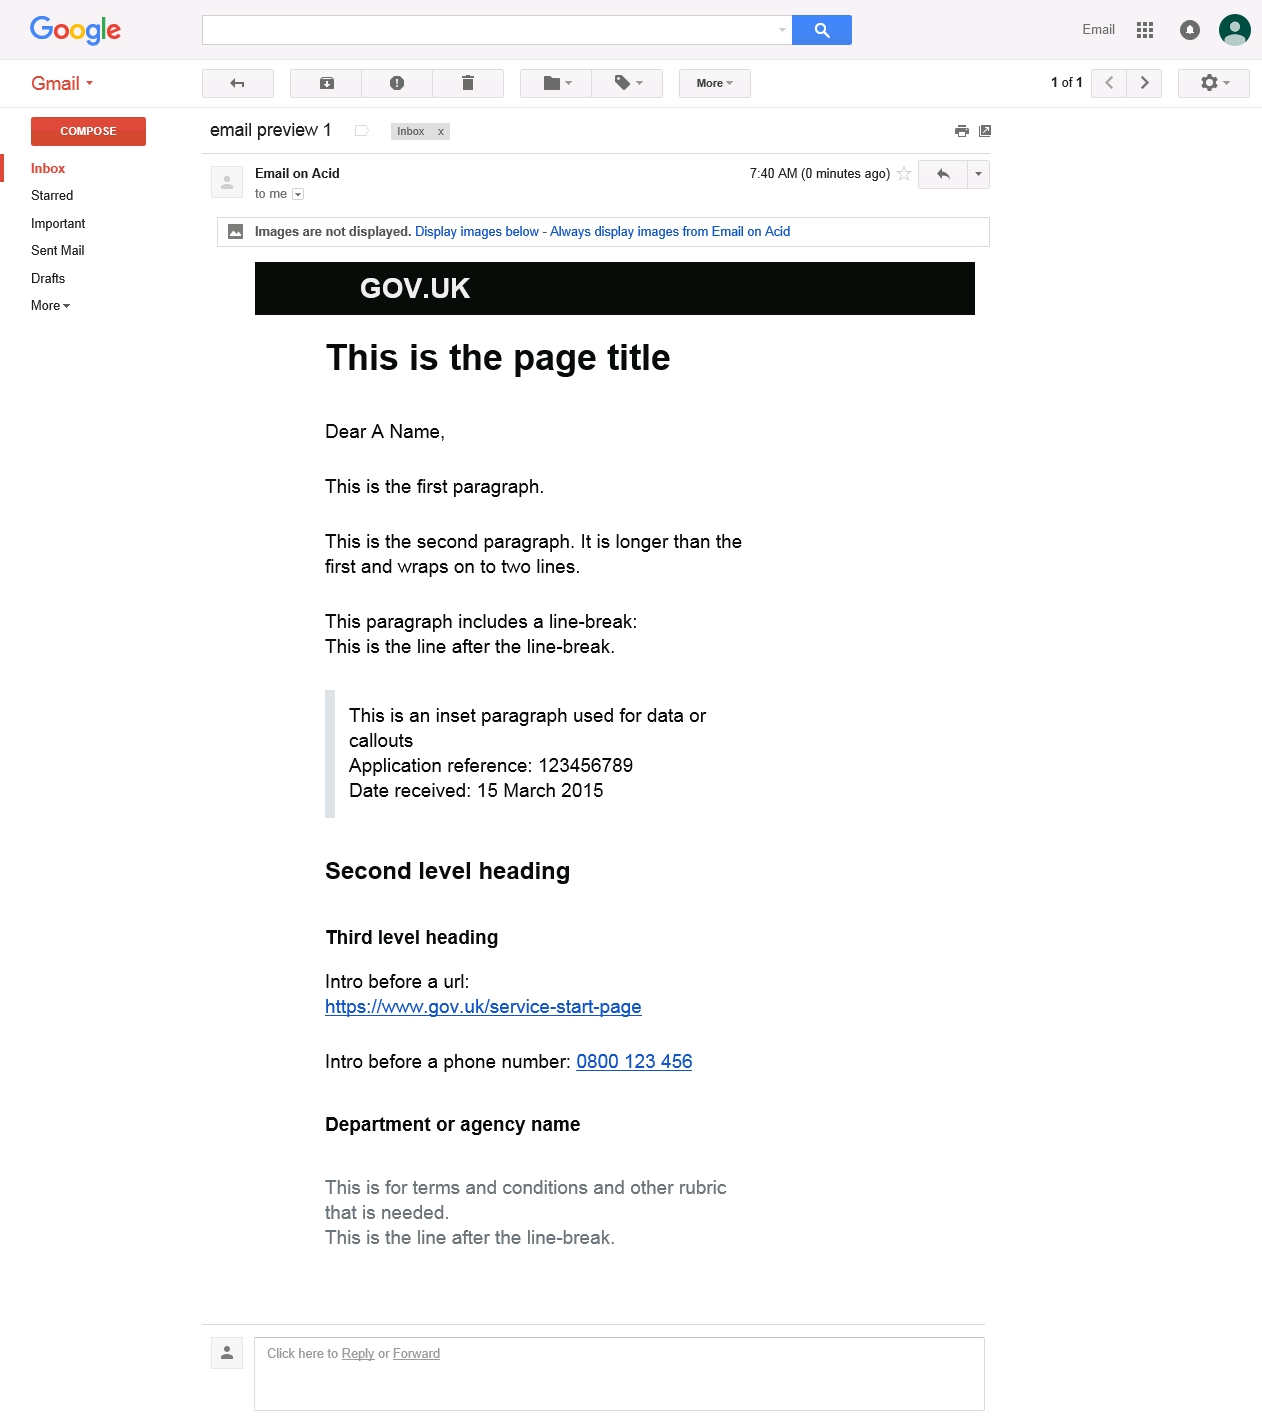 Google
Email
Gmail
More
1 of 1
COMPOSE
email preview 1
Inbox x
Inbox
Starred
Important
Sent Mail
Drafts
More
Email on Acid
7:40 AM (0 minutes ago)
to me
Images are not displayed. Display images below - Always display images from Email on Acid
GOV.UK
This is the page title
Dear A Name,
This is the first paragraph.
This is the second paragraph. It is longer than the
first and wraps on to two lines.
This paragraph includes a line-break:
This is the line after the line-break.
This is an inset paragraph used for data or
callouts
Application reference: 123456789
Date received: 15 March 2015
Second level heading
Third level heading
Intro before a url:
https://www.gov.uk/service-start-page
Intro before a phone number: 0800 123 456
Department or agency name
This is for terms and conditions and other rubric
that is needed.
This is the line after the line-break.
Click here to Reply or Forward